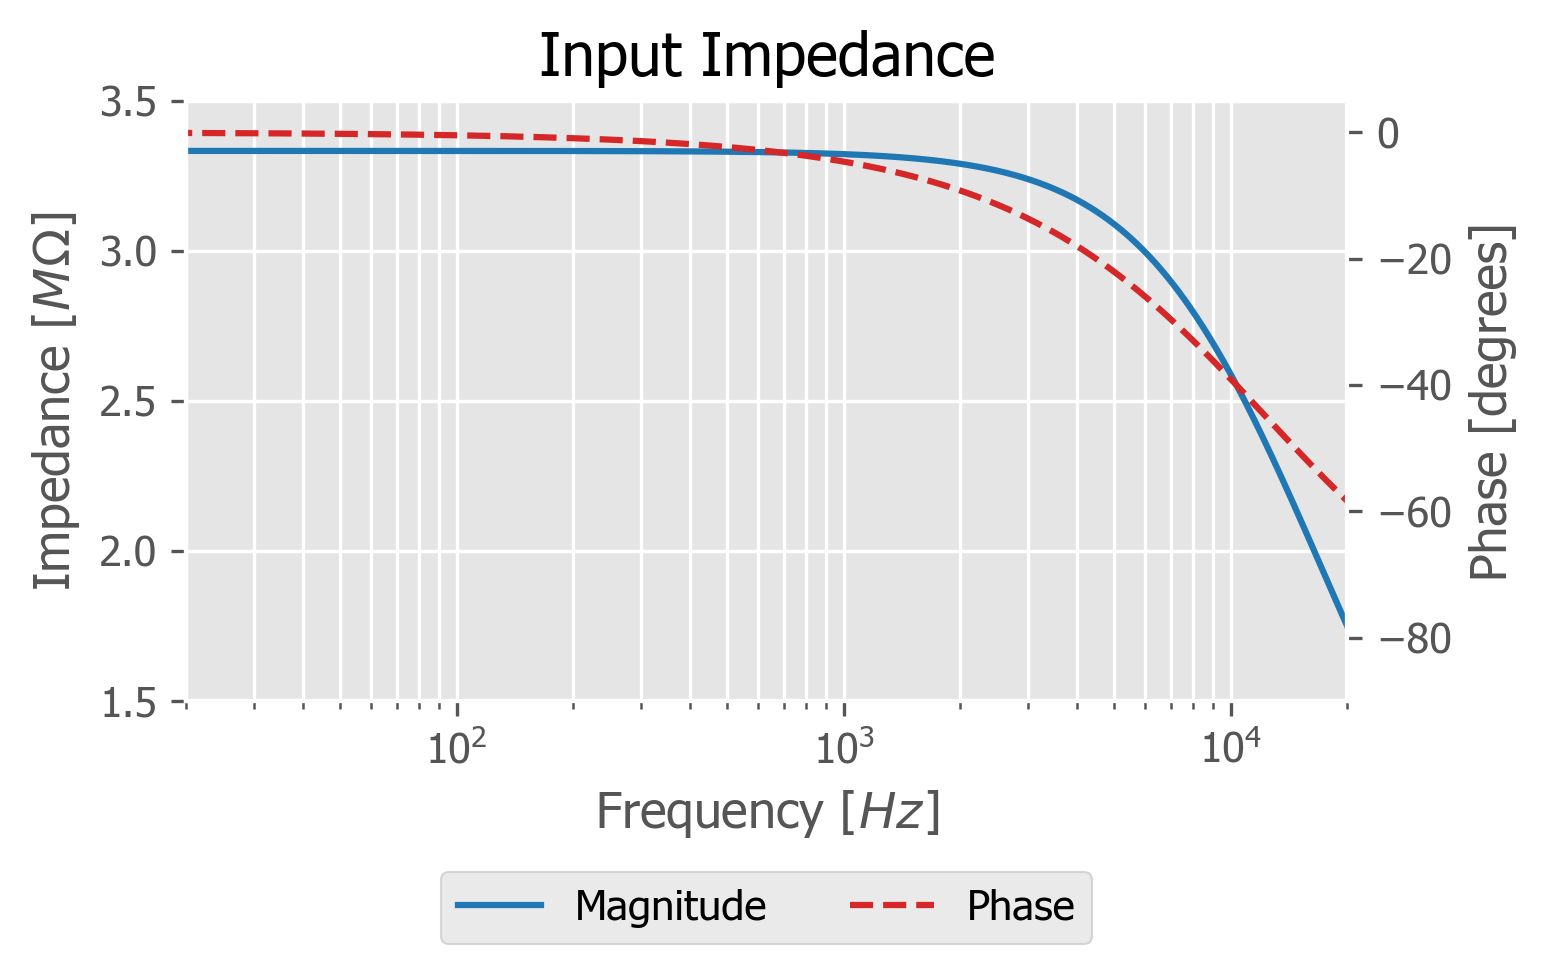 Input Impedance
3.5
3.0
2.5
2.0
1.5
Impedance [MΩ]
0
−20
−40
−60
−80
Phase [degrees]
10²
10³
10⁴
Frequency [Hz]
Magnitude
Phase